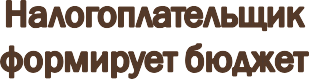 Налогоплательщик
формирует бюджет